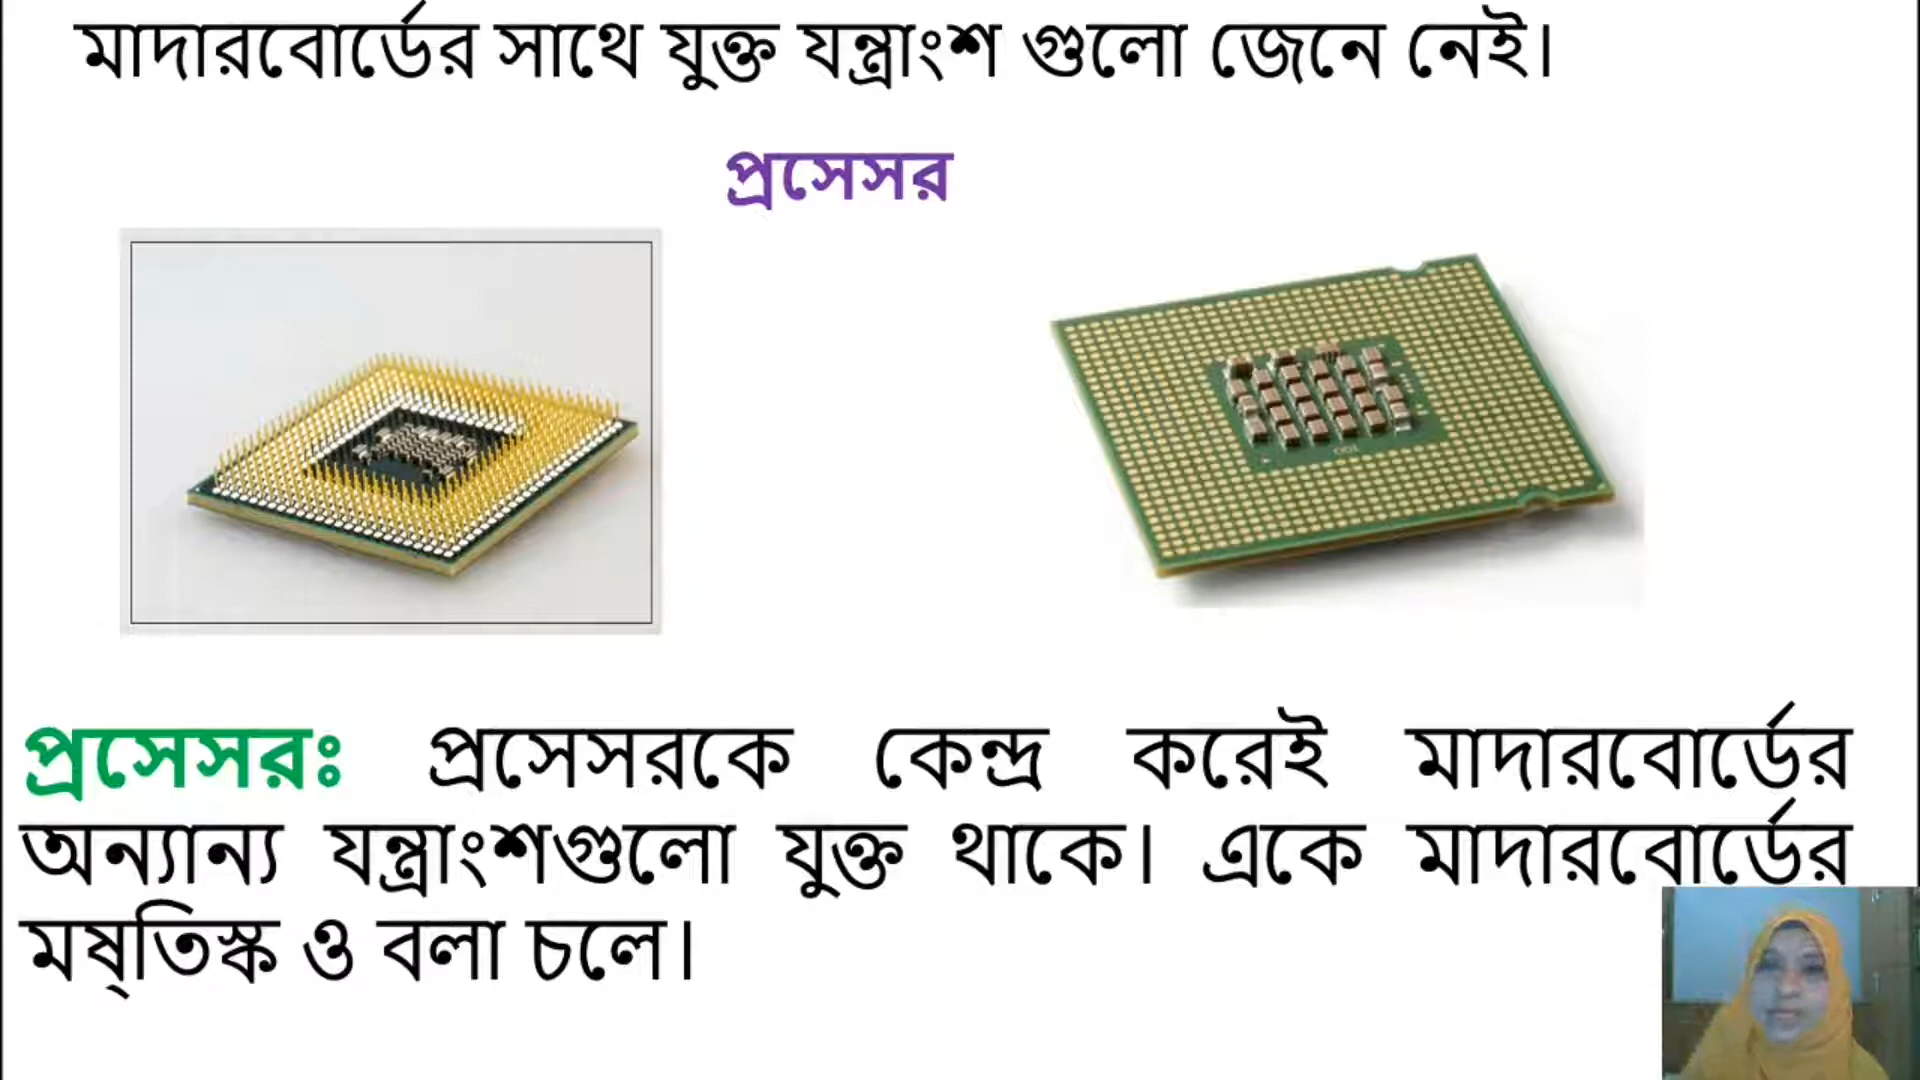 মাদারবোর্ডের সাথে যুক্ত যন্ত্রাংশ গুলো জেনে নেই।
প্রসেসর
প্রসেসরঃ প্রসেসরকে কেন্দ্র করেই মাদারবোর্ডের
অন্যান্য যন্ত্রাংশগুলো যুক্ত থাকে। একে মাদারবোর্ডের
মষ্‌তিস্ক ও বলা চলে।